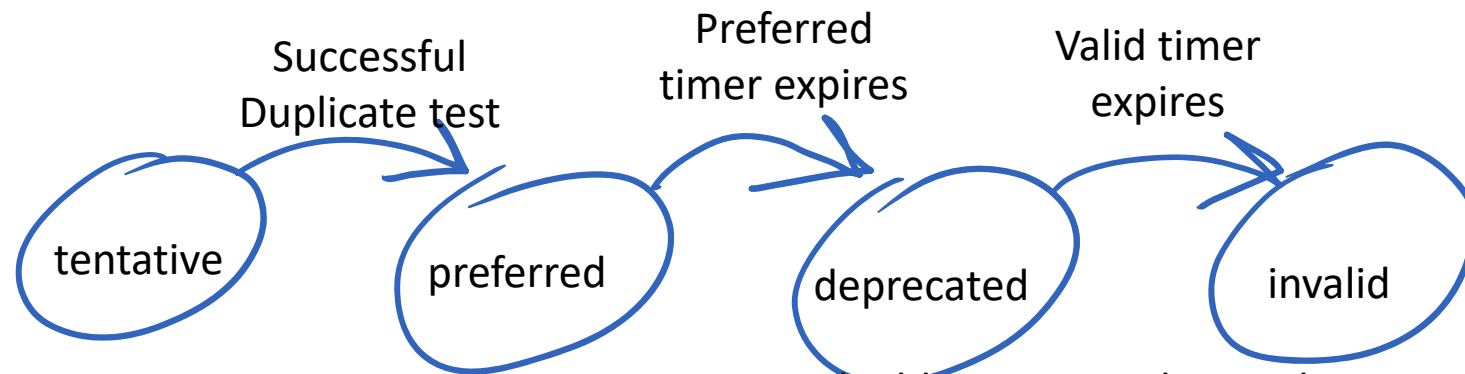 Successful
Duplicate test
Preferred
timer expires
Valid timer
expires
tentative
preferred
deprecated
invalid